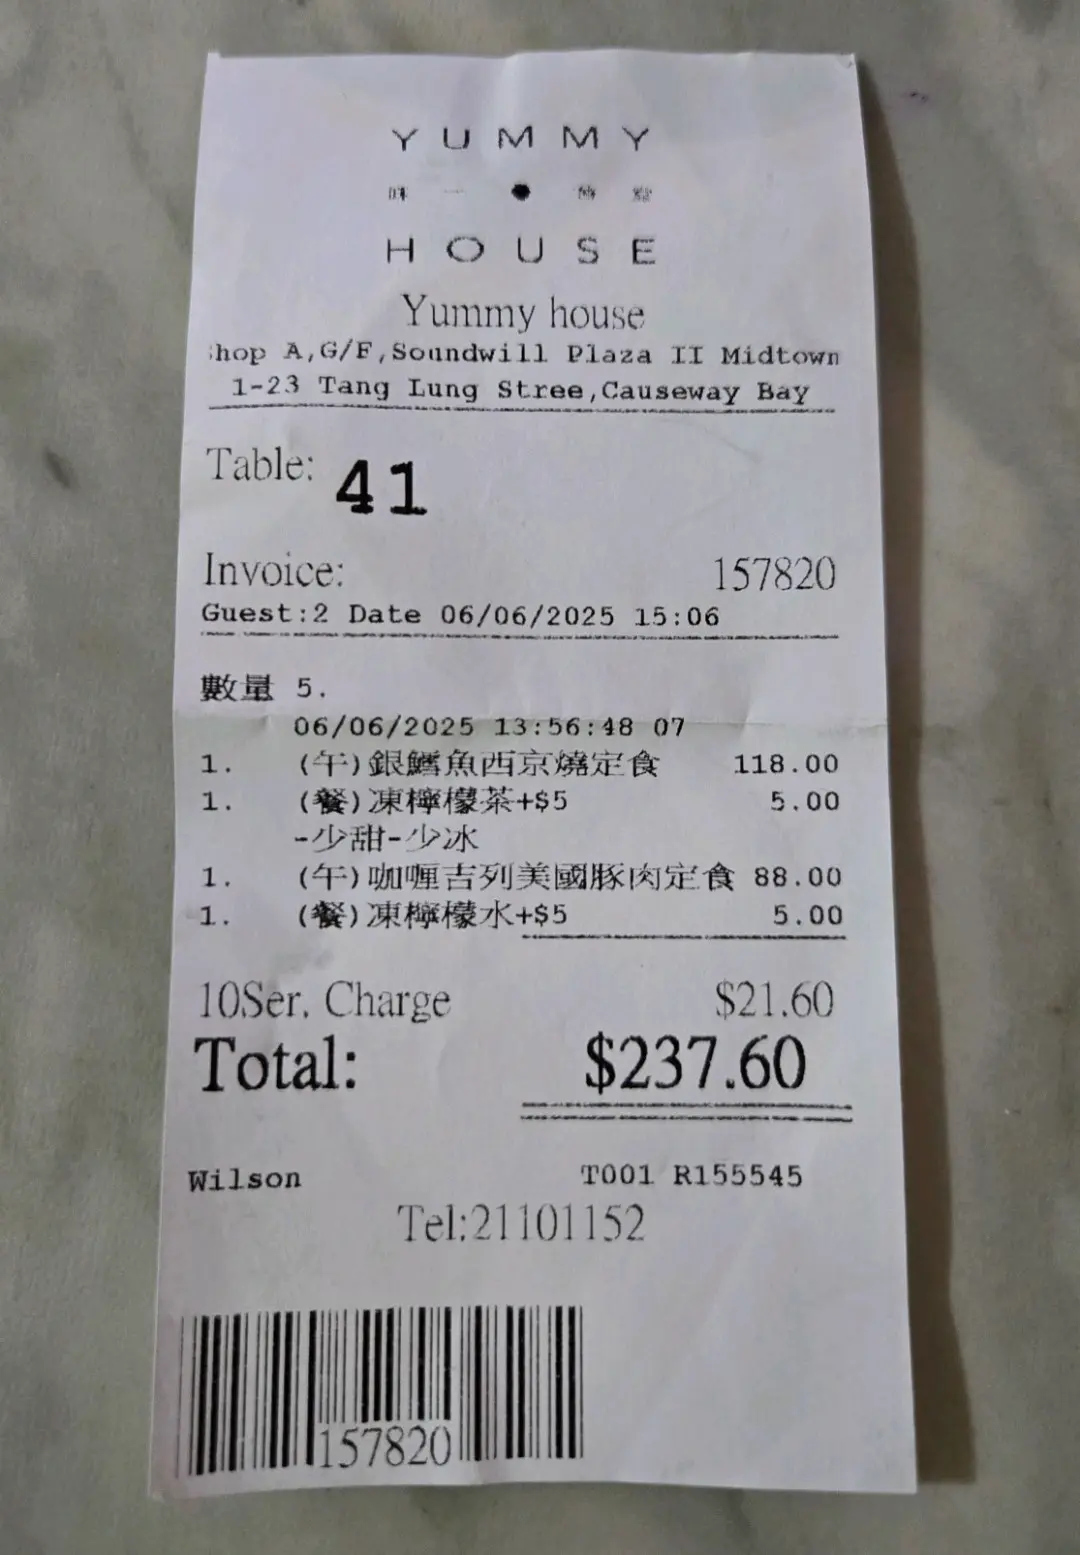 YUMMY
味一
HOUSE
Yummy house
hop A,G/F,Soundwill Plaza II Midtown
1-23 Tang Lung Stree,Causeway Bay
Table: 41
Invoice: 157820
Guest:2 Date 06/06/2025 15:06
數量 5.
06/06/2025 13:56:48 07
1. (午)銀鱈魚西京燒定食 118.00
1. (餐)凍檸檬茶+$5 5.00
-少甜-少冰
1. (午)咖喱吉列美國豚肉定食 88.00
1. (餐)凍檸檬水+$5 5.00
10Ser. Charge $21.60
Total: $237.60
Wilson T001 R155545
Tel:21101152
157820